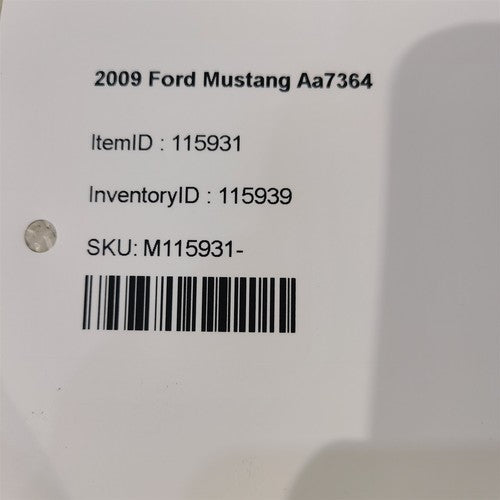 2009 Ford Mustang Aa7364
ItemID : 115931
InventoryID : 115939
SKU: M115931-